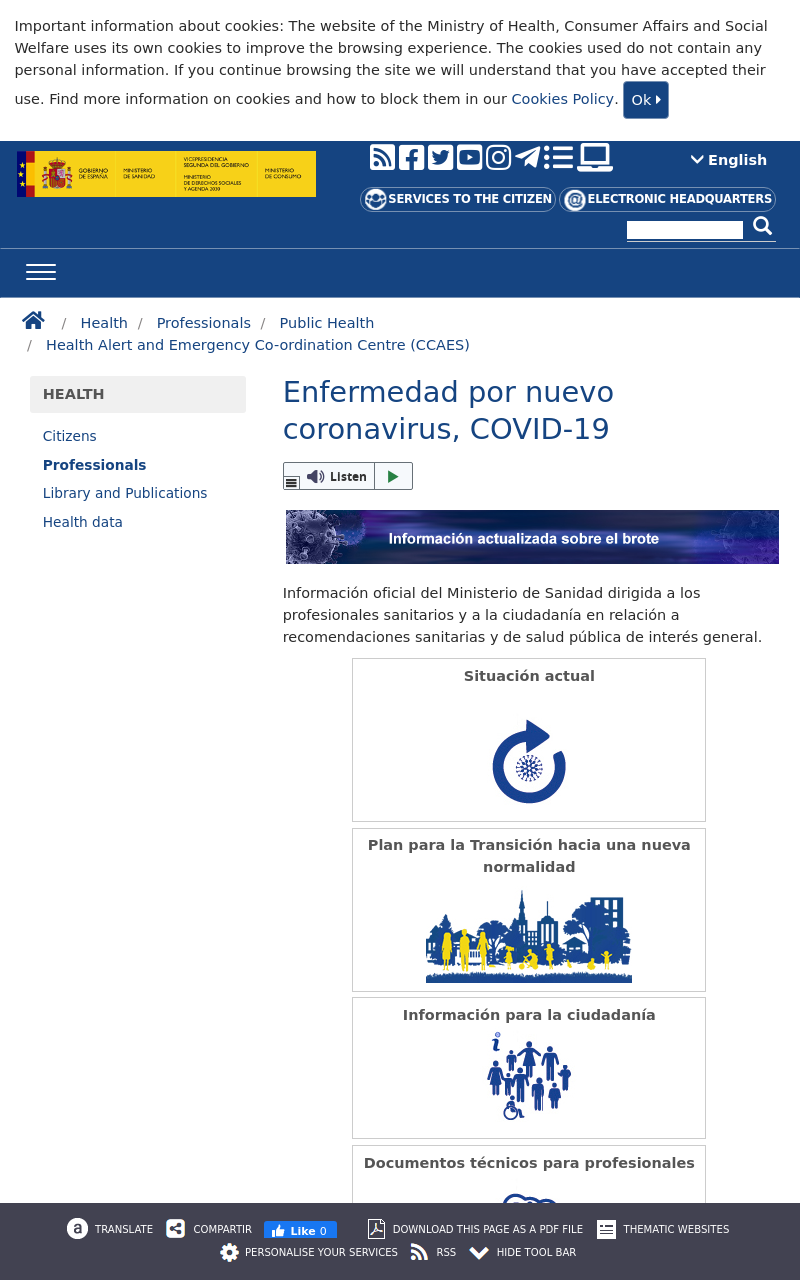 Important information about cookies: The website of the Ministry of Health, Consumer Affairs and Social
Welfare uses its own cookies to improve the browsing experience. The cookies used do not contain any
personal information. If you continue browsing the site we will understand that you have accepted their
use. Find more information on cookies and how to block them in our Cookies Policy. Ok
GOBIERNO DE ESPAÑA
MINISTERIO DE SANIDAD
VICEPRESIDENCIA SEGUNDA DEL GOBIERNO
MINISTERIO DE DERECHOS SOCIALES Y AGENDA 2030
MINISTERIO DE CONSUMO
English
SERVICES TO THE CITIZEN
@ ELECTRONIC HEADQUARTERS
/ Health / Professionals / Public Health
/ Health Alert and Emergency Co-ordination Centre (CCAES)
HEALTH
Citizens
Professionals
Library and Publications
Health data
Enfermedad por nuevo
coronavirus, COVID-19
Listen
Información actualizada sobre el brote
Información oficial del Ministerio de Sanidad dirigida a los
profesionales sanitarios y a la ciudadanía en relación a
recomendaciones sanitarias y de salud pública de interés general.
Situación actual
Plan para la Transición hacia una nueva
normalidad
Información para la ciudadanía
i
Documentos técnicos para profesionales
a TRANSLATE COMPARTIR Like 0 DOWNLOAD THIS PAGE AS A PDF FILE THEMATIC WEBSITES
PERSONALISE YOUR SERVICES RSS HIDE TOOL BAR